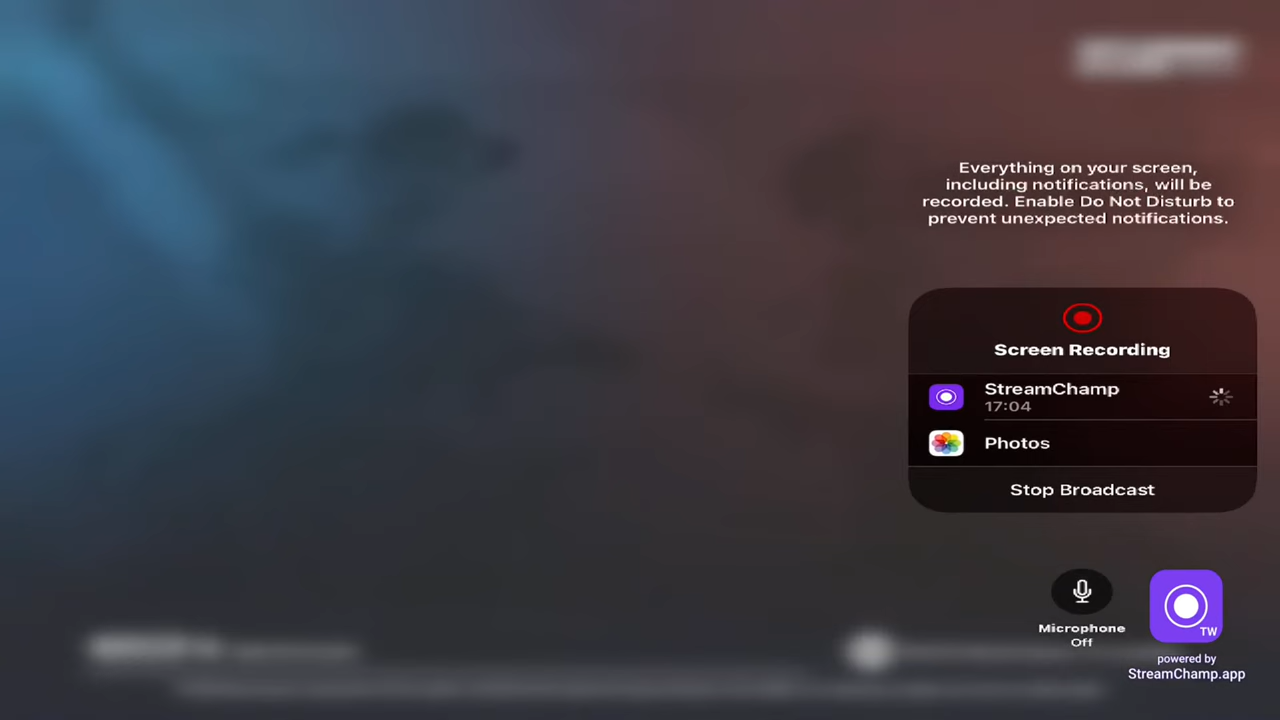 Everything on your screen,
including notifications, will be
recorded. Enable Do Not Disturb to
prevent unexpected notifications.
Screen Recording
StreamChamp
17:04
Photos
Stop Broadcast
Microphone
Off
TW
powered by
StreamChamp.app